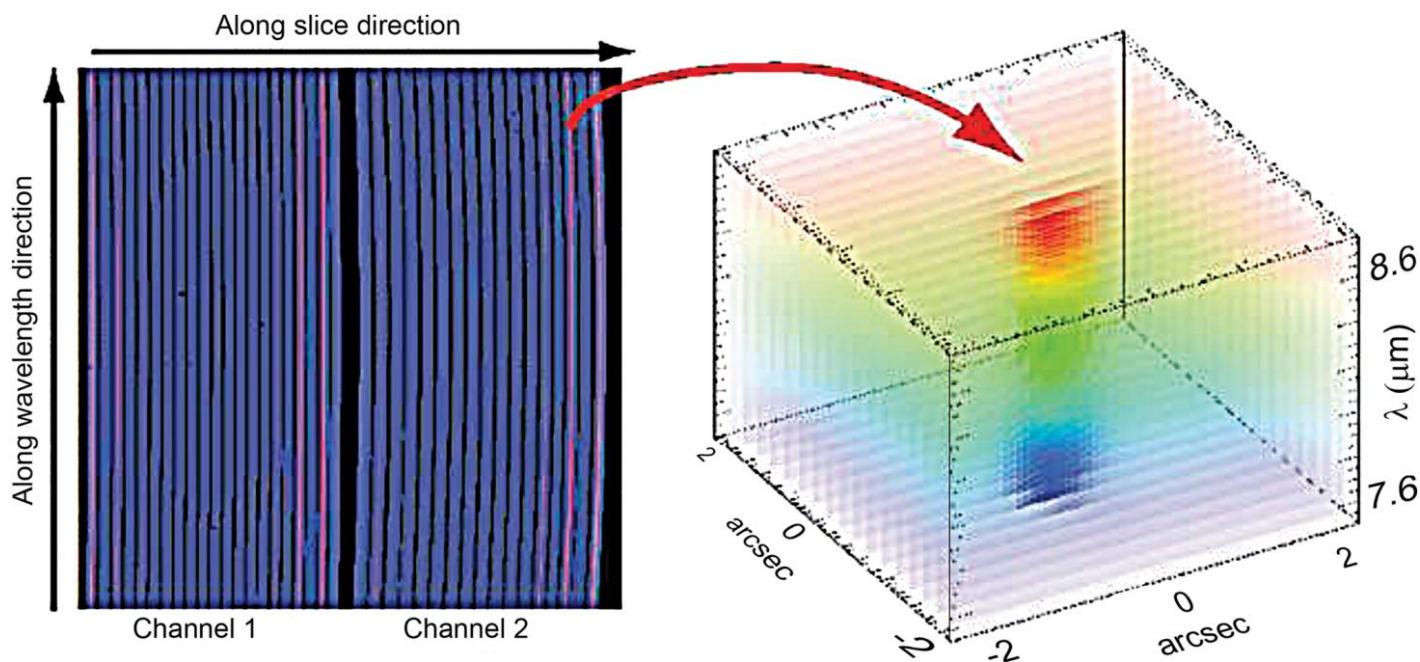 Along slice direction
Along wavelength direction
Channel 1
Channel 2
8.6
λ (μm)
7.6
2
0
arcsec
-2
-2
0
arcsec
2